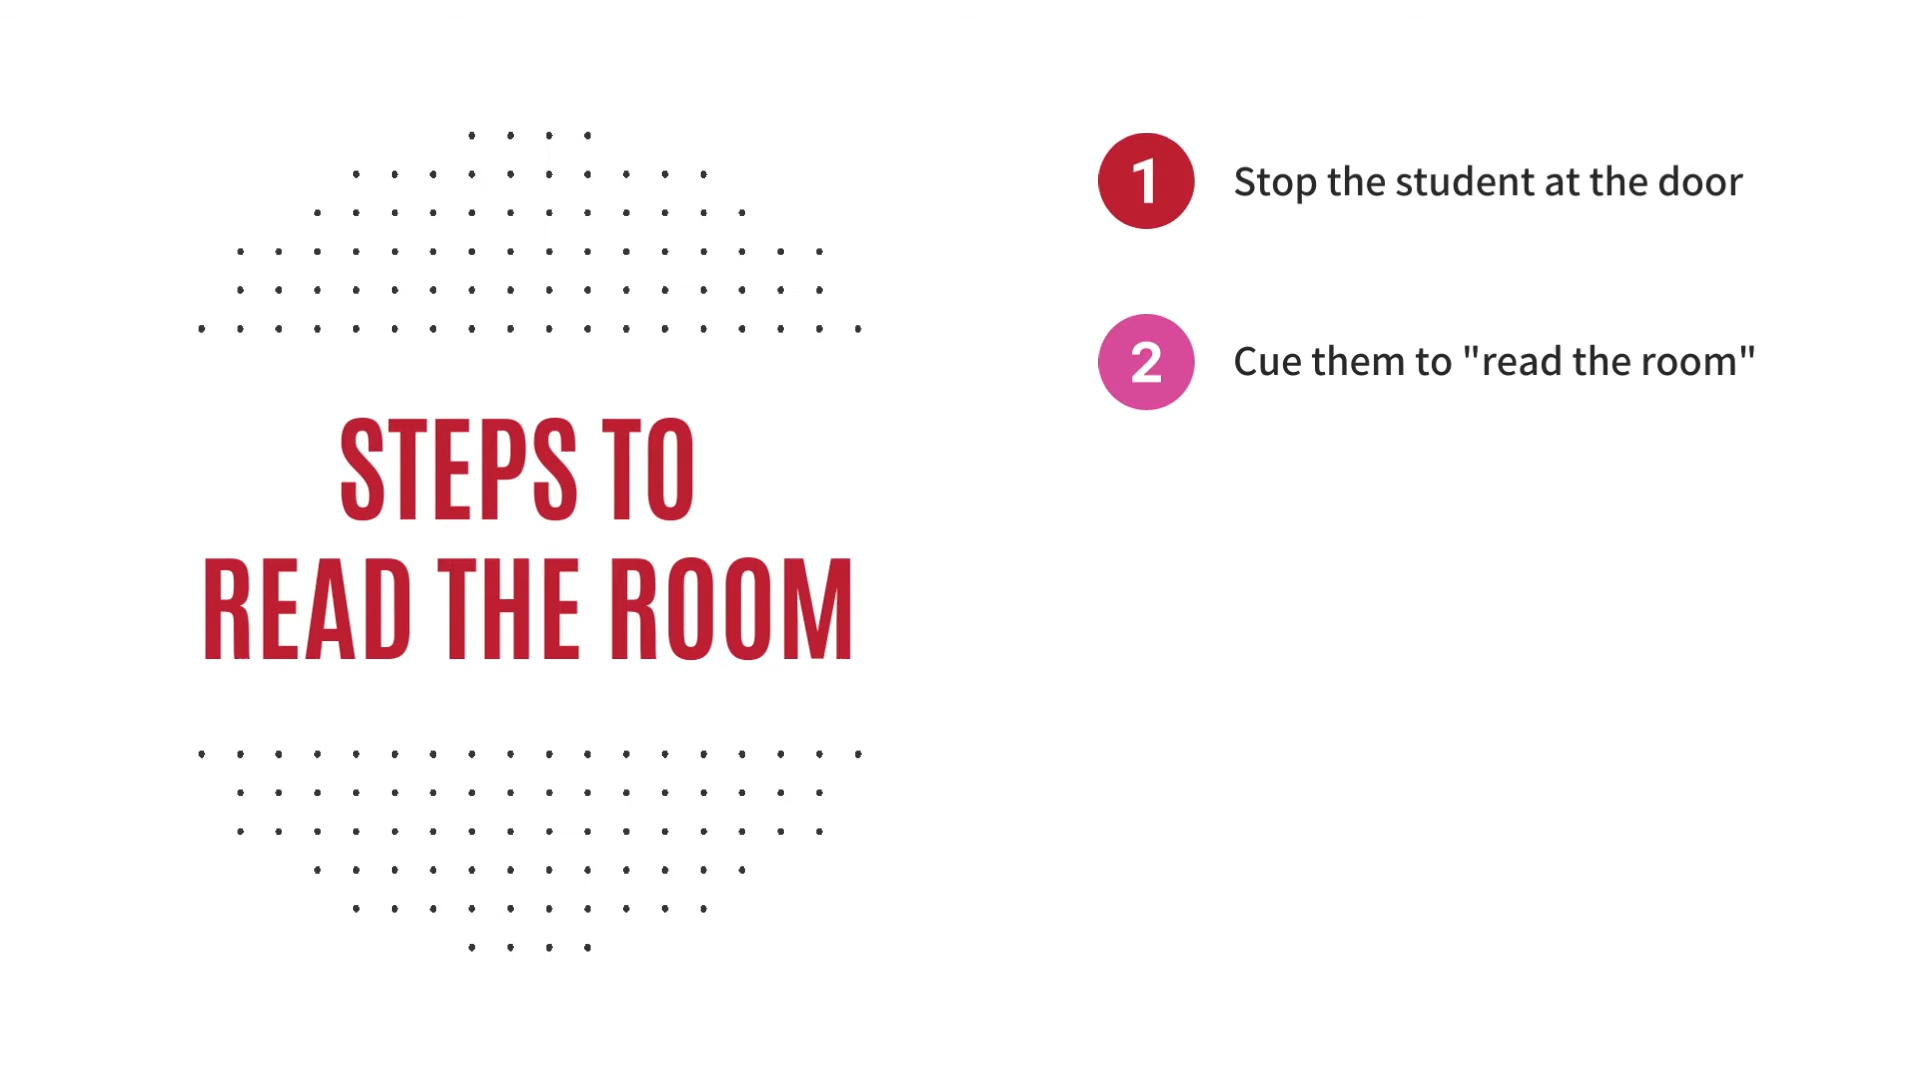 STEPS TO
READ THE ROOM
1 Stop the student at the door
2 Cue them to "read the room"